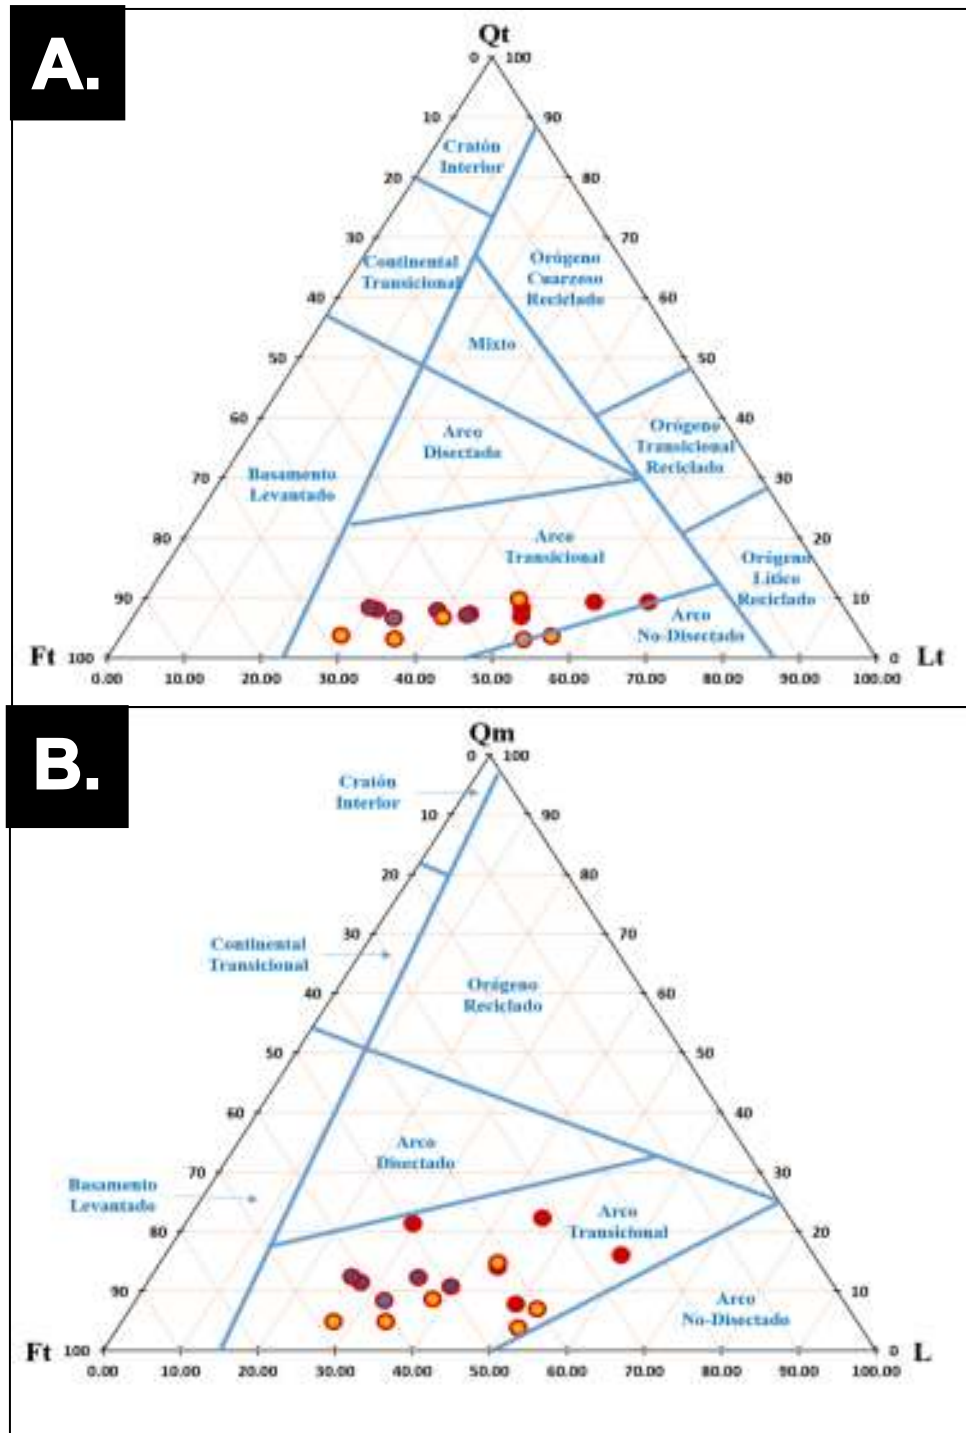 A.
Qt
0 100
10 90
Cratón
Interior
20 80
30 70
Continental
Transicional
Orógeno
Cuarzoso
Reciclado
40 60
Mixto
50 50
60 40
Arco
Disectado
Orógeno
Transicional
Reciclado
70 30
Basamento
Levantado
80 20
Arco
Transicional
Orógeno
Lítico
Reciclado
90 10
Arco
No-Disectado
Ft 100 0 Lt
0.00 10.00 20.00 30.00 40.00 50.00 60.00 70.00 80.00 90.00 100.00
B.
Qm
0 100
Cratón
Interior
10 90
20 80
30 70
Continental
Transicional
40 60
Orógeno
Reciclado
50 50
60 40
Arco
Disectado
70 30
Basamento
Levantado
80 20
Arco
Transicional
90 10
Arco
No-Disectado
Ft 100 0 L
0.00 10.00 20.00 30.00 40.00 50.00 60.00 70.00 80.00 90.00 100.00